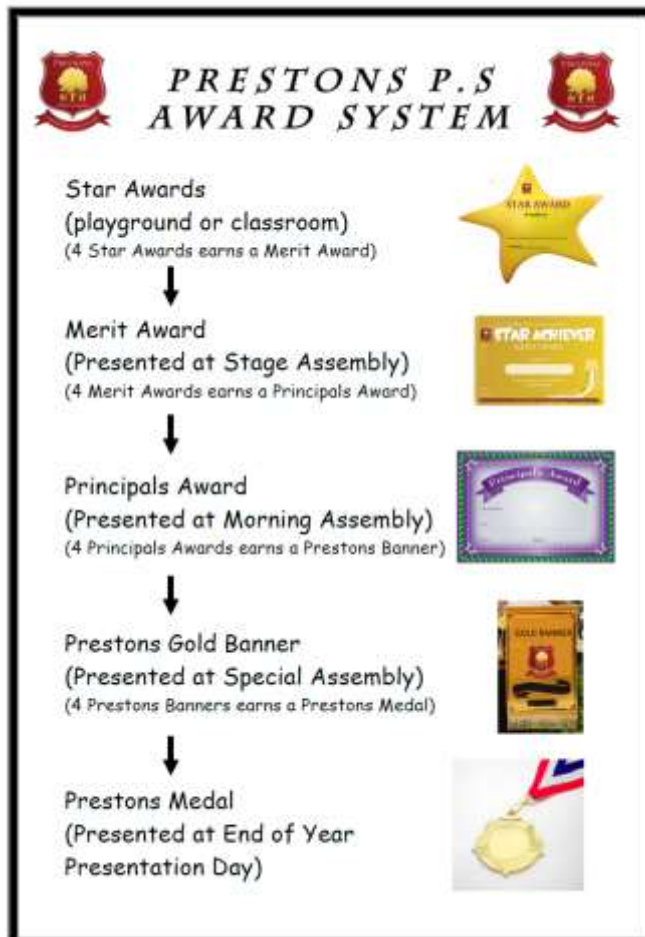 PRESTONS P.S
AWARD SYSTEM
Star Awards
(playground or classroom)
(4 Star Awards earns a Merit Award)
STAR AWARD
Merit Award
(Presented at Stage Assembly)
(4 Merit Awards earns a Principals Award)
STAR ACHIEVER
Principals Award
(Presented at Morning Assembly)
(4 Principals Awards earns a Prestons Banner)
Principals Award
Prestons Gold Banner
(Presented at Special Assembly)
(4 Prestons Banners earns a Prestons Medal)
GOLD BANNER
Prestons Medal
(Presented at End of Year
Presentation Day)